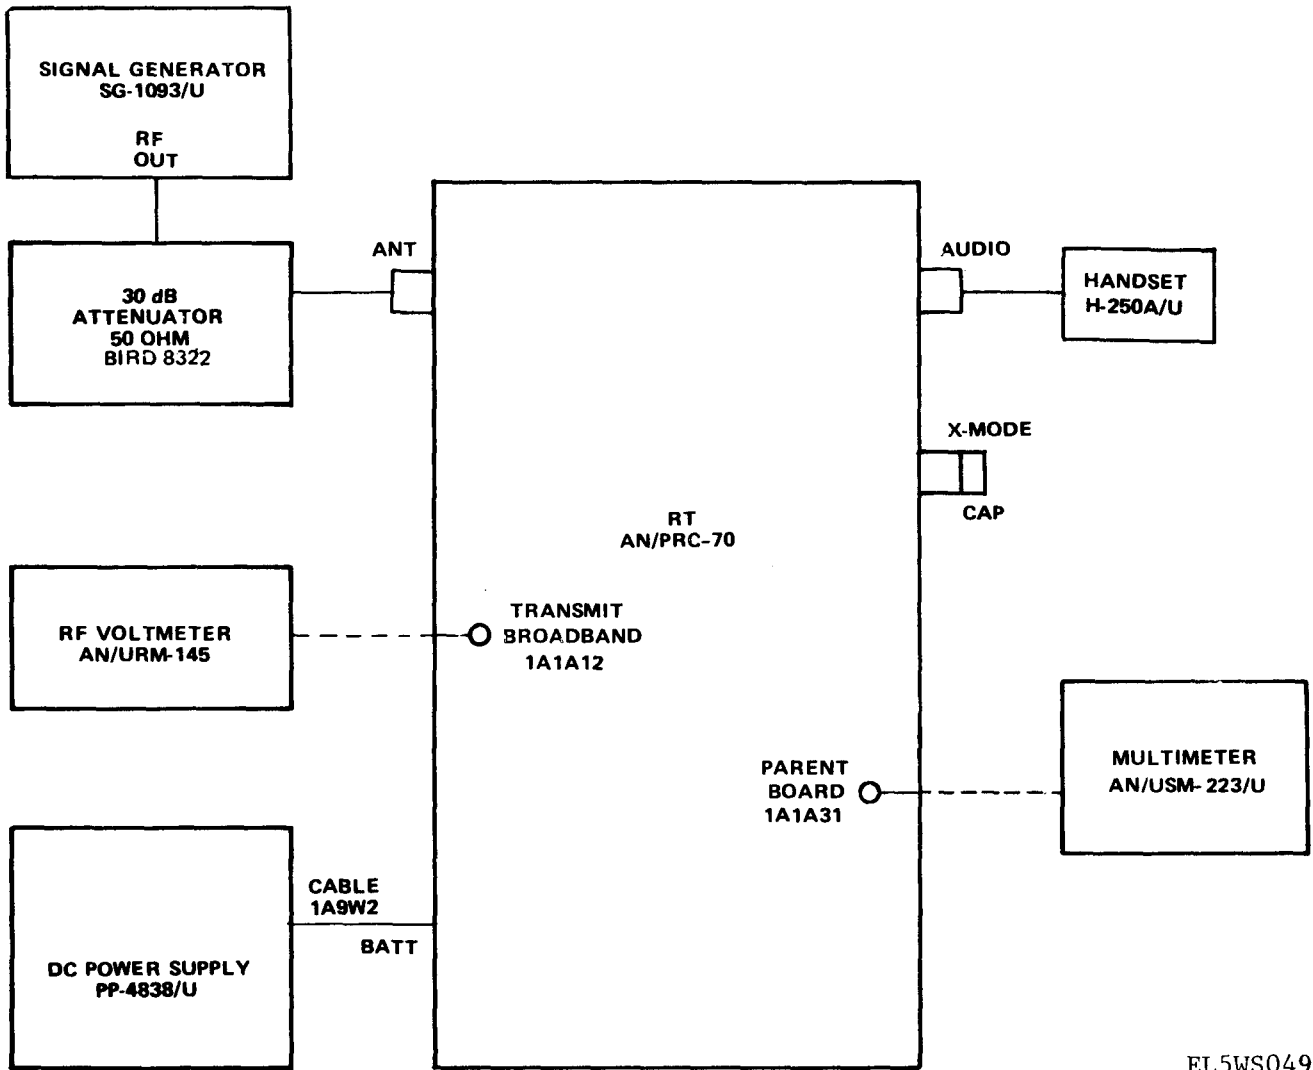 SIGNAL GENERATOR
SG-1093/U
RF
OUT
30 dB
ATTENUATOR
50 OHM
BIRD 8322
ANT
AUDIO
HANDSET
H-250A/U
X-MODE
CAP
RT
AN/PRC-70
RF VOLTMETER
AN/URM-145
TRANSMIT
BROADBAND
1A1A12
PARENT
BOARD
1A1A31
MULTIMETER
AN/USM-223/U
DC POWER SUPPLY
PP-4838/U
CABLE
1A9W2
BATT
EL5WS049